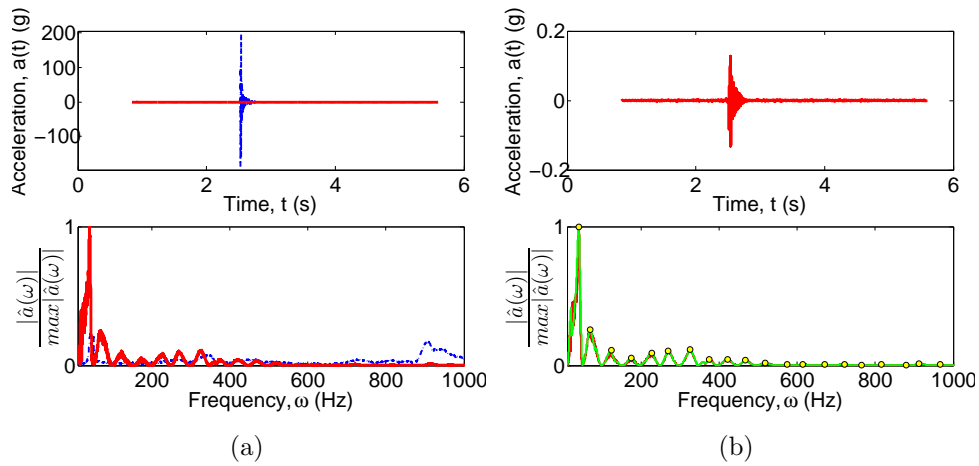 Acceleration, a(t) (g)
200
100
0
−100
0 2 4 6
Time, t (s)
|â(ω)|
max|â(ω)|
1
0
200 400 600 800 1000
Frequency, ω (Hz)
(a)
Acceleration, a(t) (g)
0.2
0
−0.2
0 2 4 6
Time, t (s)
|â(ω)|
max|â(ω)|
1
0
200 400 600 800 1000
Frequency, ω (Hz)
(b)